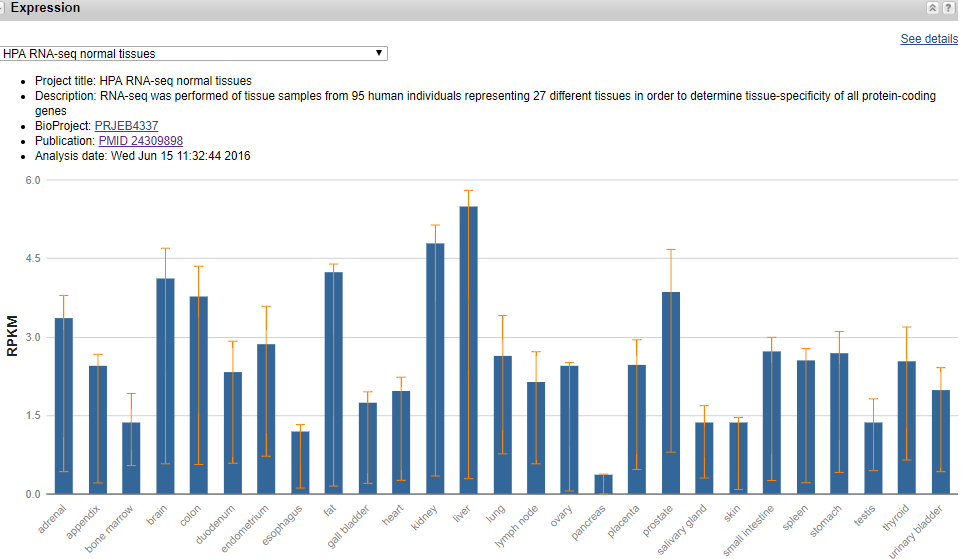 Expression
?
See details
HPA RNA-seq normal tissues
Project title: HPA RNA-seq normal tissues
Description: RNA-seq was performed of tissue samples from 95 human individuals representing 27 different tissues in order to determine tissue-specificity of all protein-coding
genes
BioProject: PRJEB4337
Publication: PMID 24309898
Analysis date: Wed Jun 15 11:32:44 2016
6.0
4.5
3.0
1.5
0.0
RPKM
adrenal
appendix
bone marrow
brain
colon
duodenum
endometrium
esophagus
fat
gall bladder
heart
kidney
liver
lung
lymph node
ovary
pancreas
placenta
prostate
salivary gland
skin
small intestine
spleen
stomach
testis
thyroid
urinary bladder